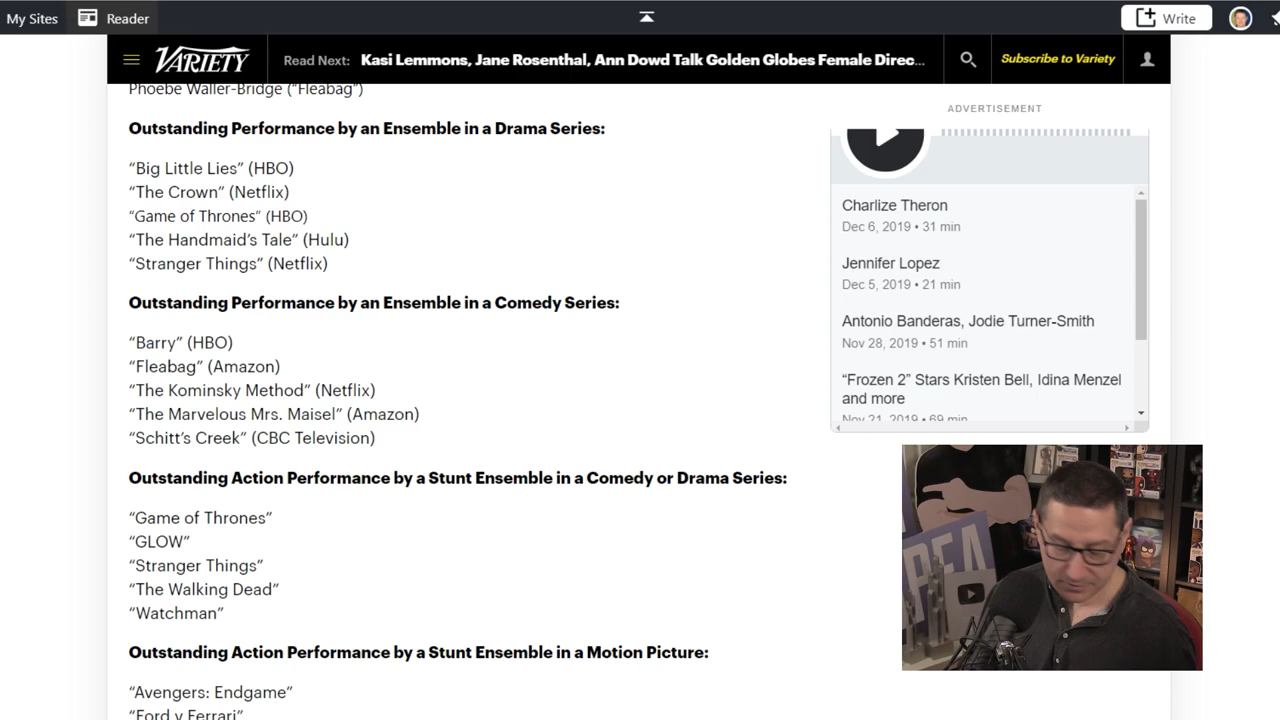 My Sites
Reader
Write
VARIETY
Read Next: Kasi Lemmons, Jane Rosenthal, Ann Dowd Talk Golden Globes Female Direc...
Subscribe to Variety
Phoebe Waller-Bridge (“Fleabag”)
Outstanding Performance by an Ensemble in a Drama Series:
“Big Little Lies” (HBO)
“The Crown” (Netflix)
“Game of Thrones” (HBO)
“The Handmaid’s Tale” (Hulu)
“Stranger Things” (Netflix)
Outstanding Performance by an Ensemble in a Comedy Series:
“Barry” (HBO)
“Fleabag” (Amazon)
“The Kominsky Method” (Netflix)
“The Marvelous Mrs. Maisel” (Amazon)
“Schitt’s Creek” (CBC Television)
Outstanding Action Performance by a Stunt Ensemble in a Comedy or Drama Series:
“Game of Thrones”
“GLOW”
“Stranger Things”
“The Walking Dead”
“Watchman”
Outstanding Action Performance by a Stunt Ensemble in a Motion Picture:
“Avengers: Endgame”
“Ford v Ferrari”
ADVERTISEMENT
Charlize Theron
Dec 6, 2019 • 31 min
Jennifer Lopez
Dec 5, 2019 • 21 min
Antonio Banderas, Jodie Turner-Smith
Nov 28, 2019 • 51 min
“Frozen 2” Stars Kristen Bell, Idina Menzel
and more
Nov 21, 2019 • 69 min